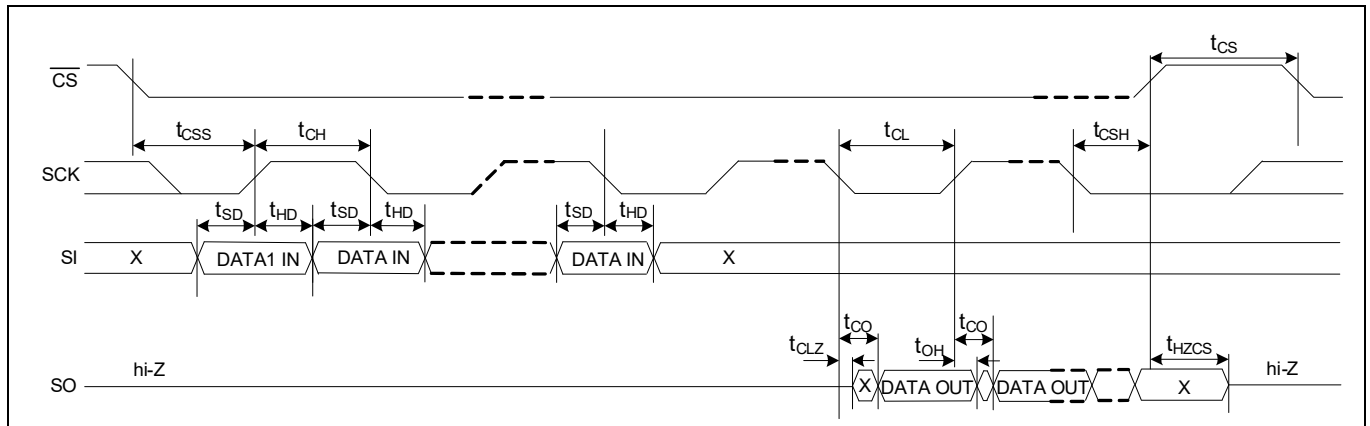 tCS
CS
tCSS
tCH
tCL
tCSH
SCK
tSD
tHD
tSD
tHD
tSD
tHD
SI
X
DATA1 IN
DATA IN
DATA IN
X
tCO
tCO
tCLZ
tOH
tHZCS
hi-Z
hi-Z
SO
X
DATA OUT
DATA OUT
X